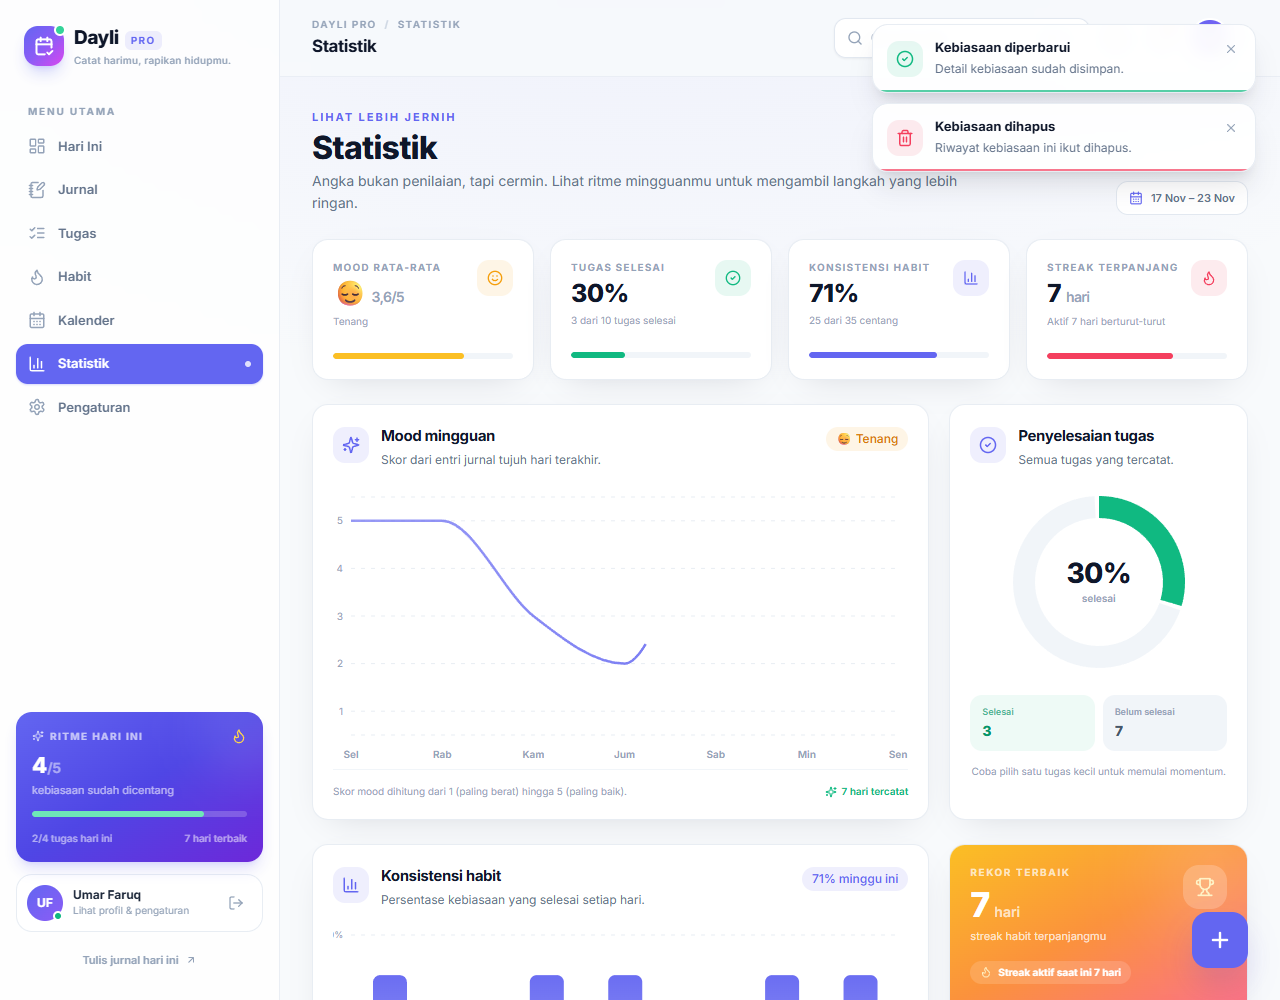 Dayli PRO
Catat harimu, rapikan hidupmu.
MENU UTAMA
Hari Ini
Jurnal
Tugas
Habit
Kalender
Statistik
Pengaturan
RITME HARI INI
4/5
kebiasaan sudah dicentang
2/4 tugas hari ini
7 hari terbaik
UF
Umar Faruq
Lihat profil & pengaturan
Tulis jurnal hari ini
DAYLI PRO / STATISTIK
Statistik
Kebiasaan diperbarui
Detail kebiasaan sudah disimpan.
Kebiasaan dihapus
Riwayat kebiasaan ini ikut dihapus.
LIHAT LEBIH JERNIH
Statistik
Angka bukan penilaian, tapi cermin. Lihat ritme mingguanmu untuk mengambil langkah yang lebih
ringan.
17 Nov – 23 Nov
MOOD RATA-RATA
3,6/5
Tenang
TUGAS SELESAI
30%
3 dari 10 tugas selesai
KONSISTENSI HABIT
71%
25 dari 35 centang
STREAK TERPANJANG
7 hari
Aktif 7 hari berturut-turut
Mood mingguan
Skor dari entri jurnal tujuh hari terakhir.
Tenang
5
4
3
2
1
Sel Rab Kam Jum Sab Min Sen
Skor mood dihitung dari 1 (paling berat) hingga 5 (paling baik).
7 hari tercatat
Penyelesaian tugas
Semua tugas yang tercatat.
30%
selesai
Selesai
3
Belum selesai
7
Coba pilih satu tugas kecil untuk memulai momentum.
Konsistensi habit
Persentase kebiasaan yang selesai setiap hari.
71% minggu ini
REKOR TERBAIK
7 hari
streak habit terpanjangmu
Streak aktif saat ini 7 hari